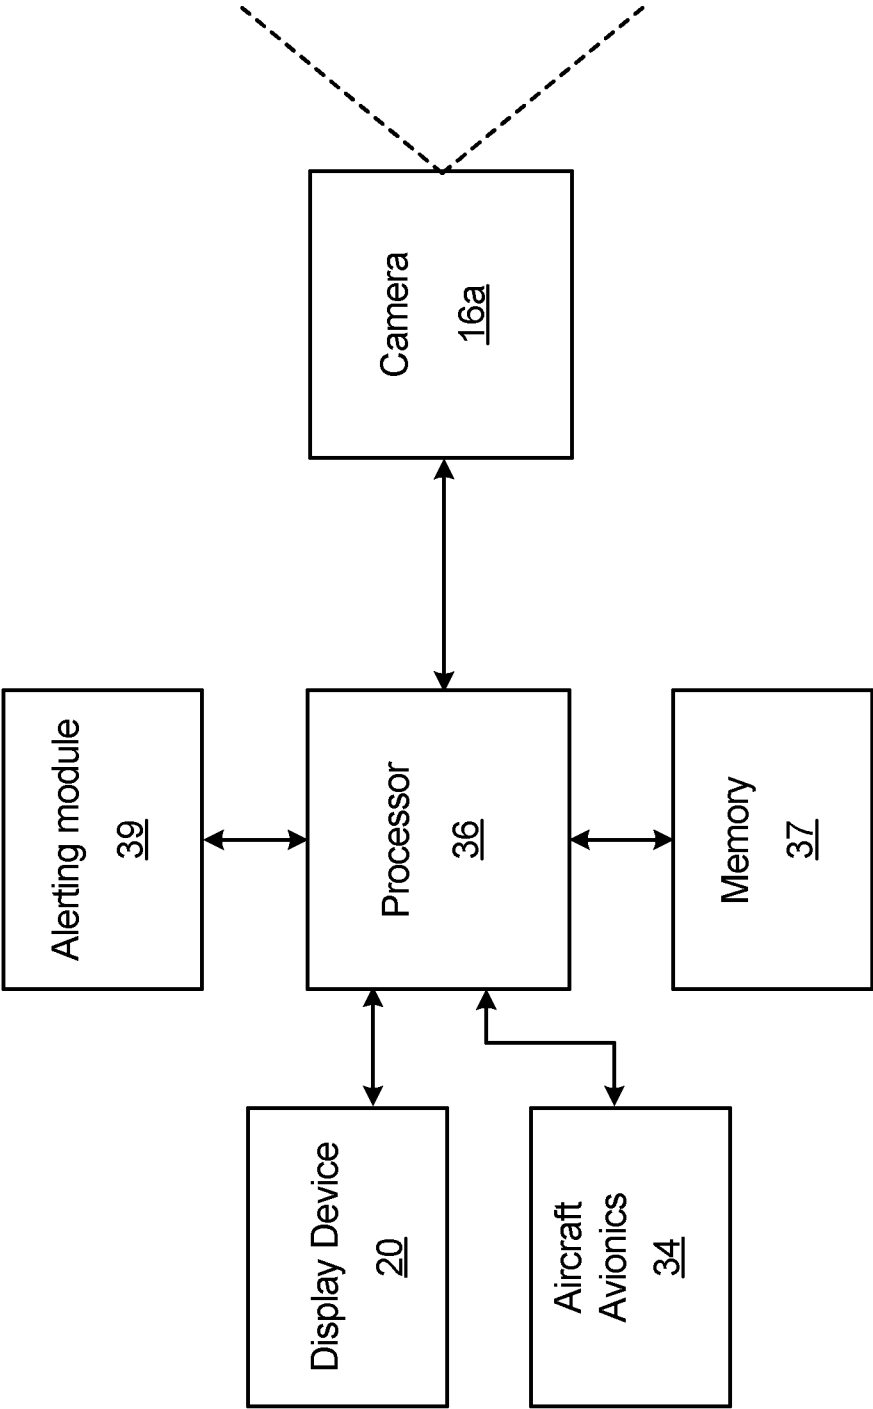 Alerting module
39
Display Device
20
Processor
36
Camera
16a
Aircraft
Avionics
34
Memory
37